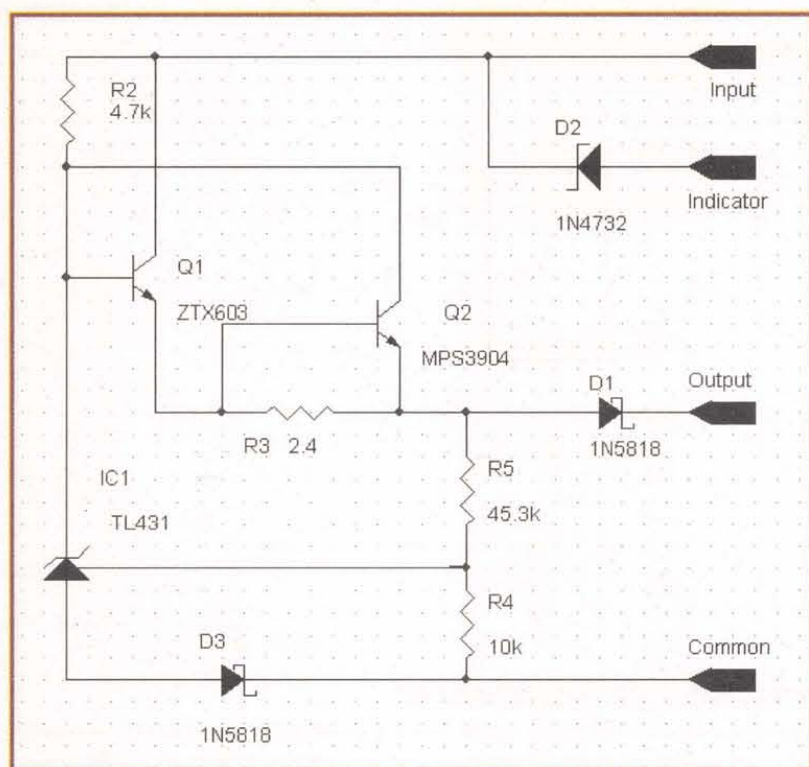 R2
4.7k
Input
D2
Indicator
1N4732
Q1
ZTX603
Q2
MPS3904
D1
Output
R3 2.4
1N5818
IC1
R5
TL431
45.3k
R4
D3
10k
Common
1N5818